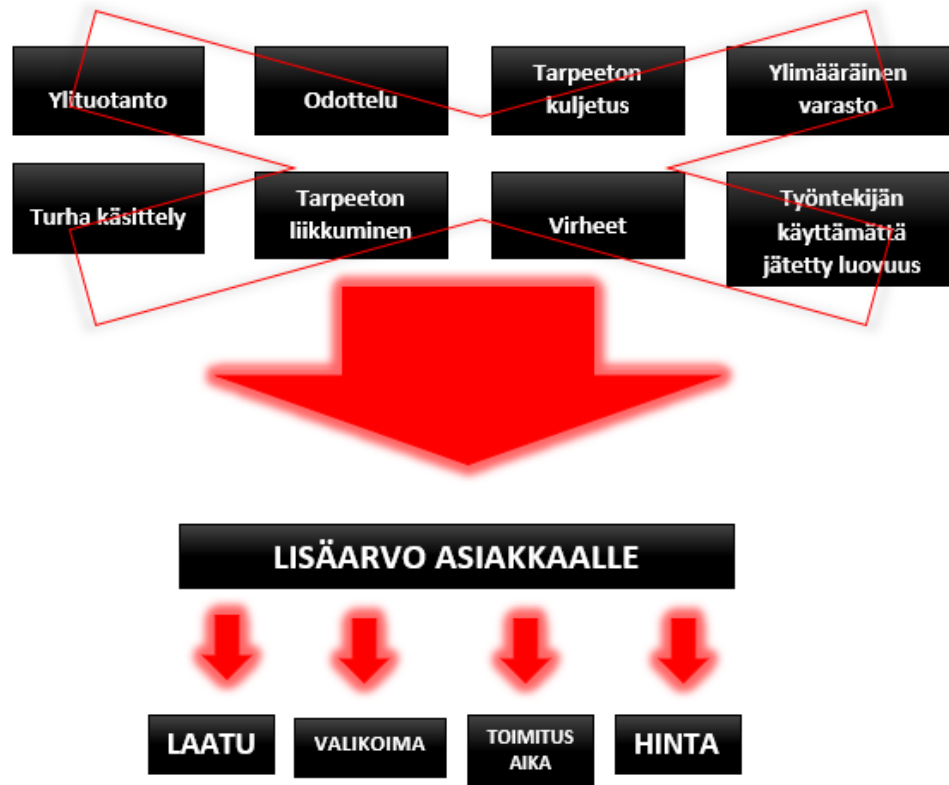 Ylituotanto
Odottelu
Tarpeeton
kuljetus
Ylimääräinen
varasto
Turha käsittely
Tarpeeton
liikkuminen
Virheet
Työntekijän
käyttämättä
jätetty luovuus
LISÄARVO ASIAKKAALLE
LAATU
VALIKOIMA
TOIMITUS
AIKA
HINTA